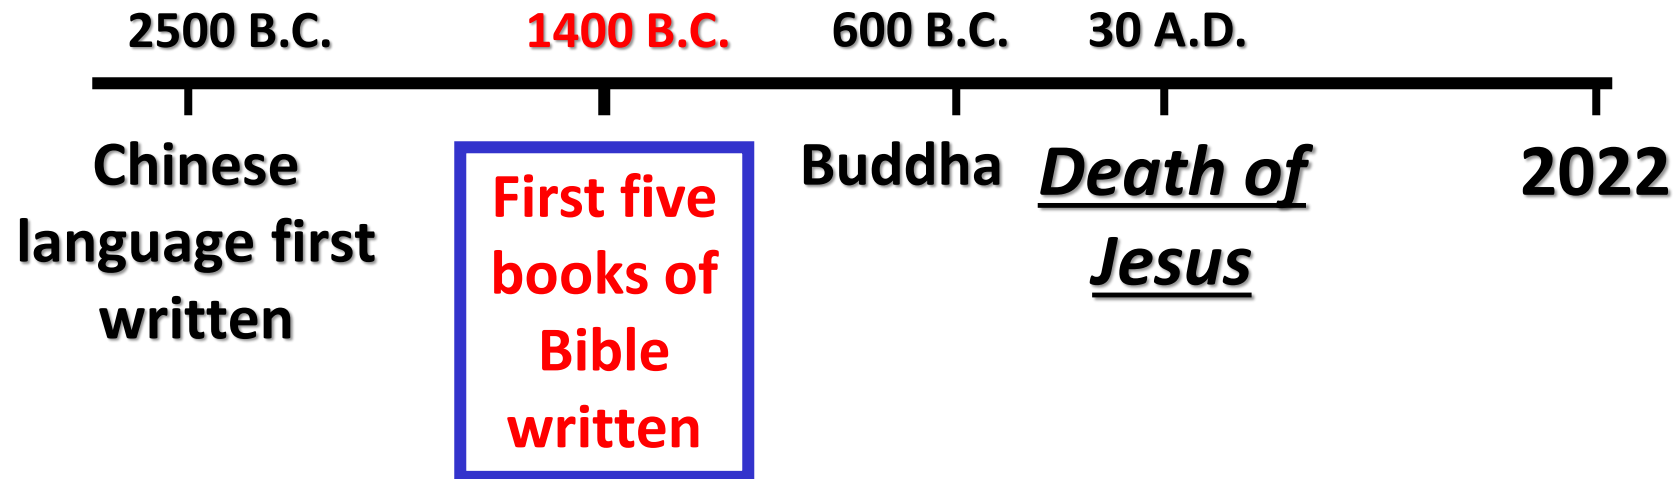 2500 B.C. 1400 B.C. 600 B.C. 30 A.D.
Chinese
language first
written
First five
books of
Bible
written
Buddha
Death of
Jesus
2022